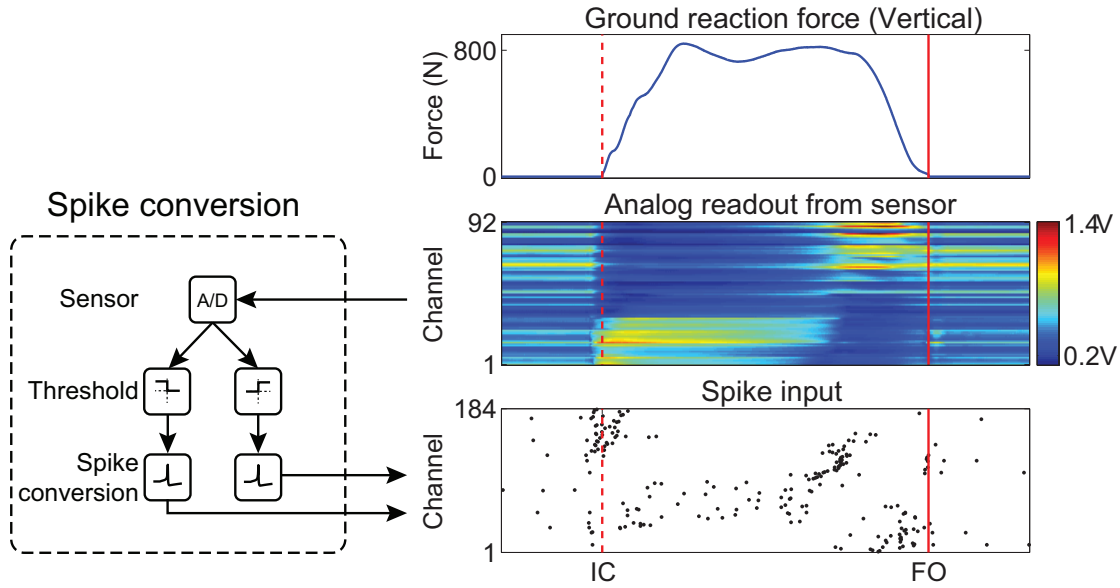 Spike conversion
Sensor
A/D
Threshold
Spike
conversion
Ground reaction force (Vertical)
Force (N)
800
0
Analog readout from sensor
Channel
92
1
1.4V
0.2V
Spike input
Channel
184
1
IC
FO